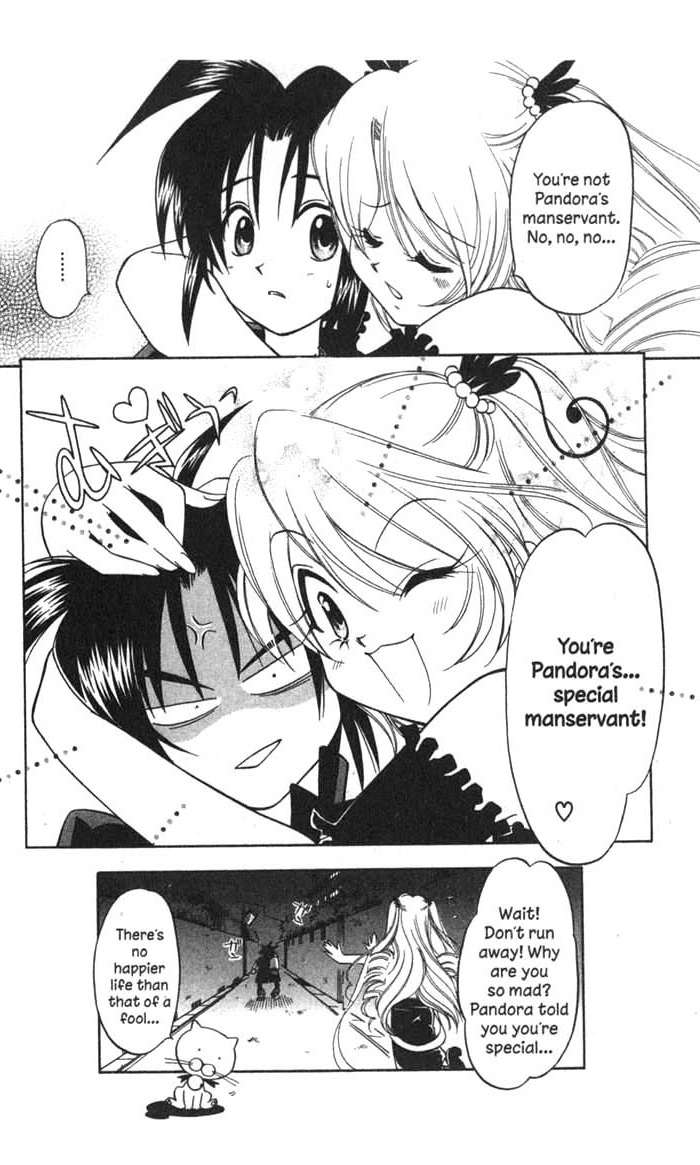 You're not
Pandora's
manservant.
No, no, no...
........
You're
Pandora's...
special
manservant!
♡
Wait!
Don't run
away! Why
are you
so mad?
Pandora told
you you're
special...
There's
no
happier
life than
that of a
fool...